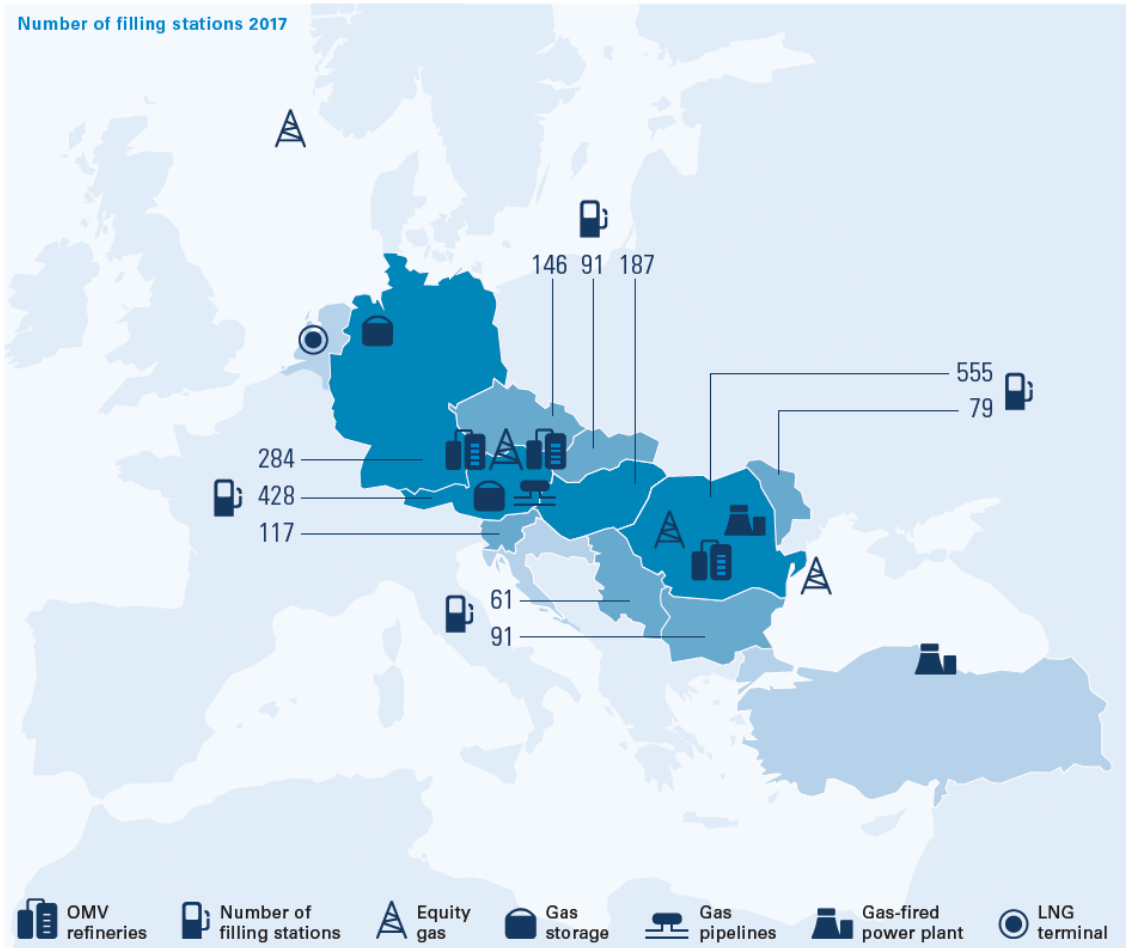 Number of filling stations 2017
146 91 187
555
79
284
428
117
61
91
OMV
refineries
Number of
filling stations
Equity
gas
Gas
storage
Gas
pipelines
Gas-fired
power plant
LNG
terminal